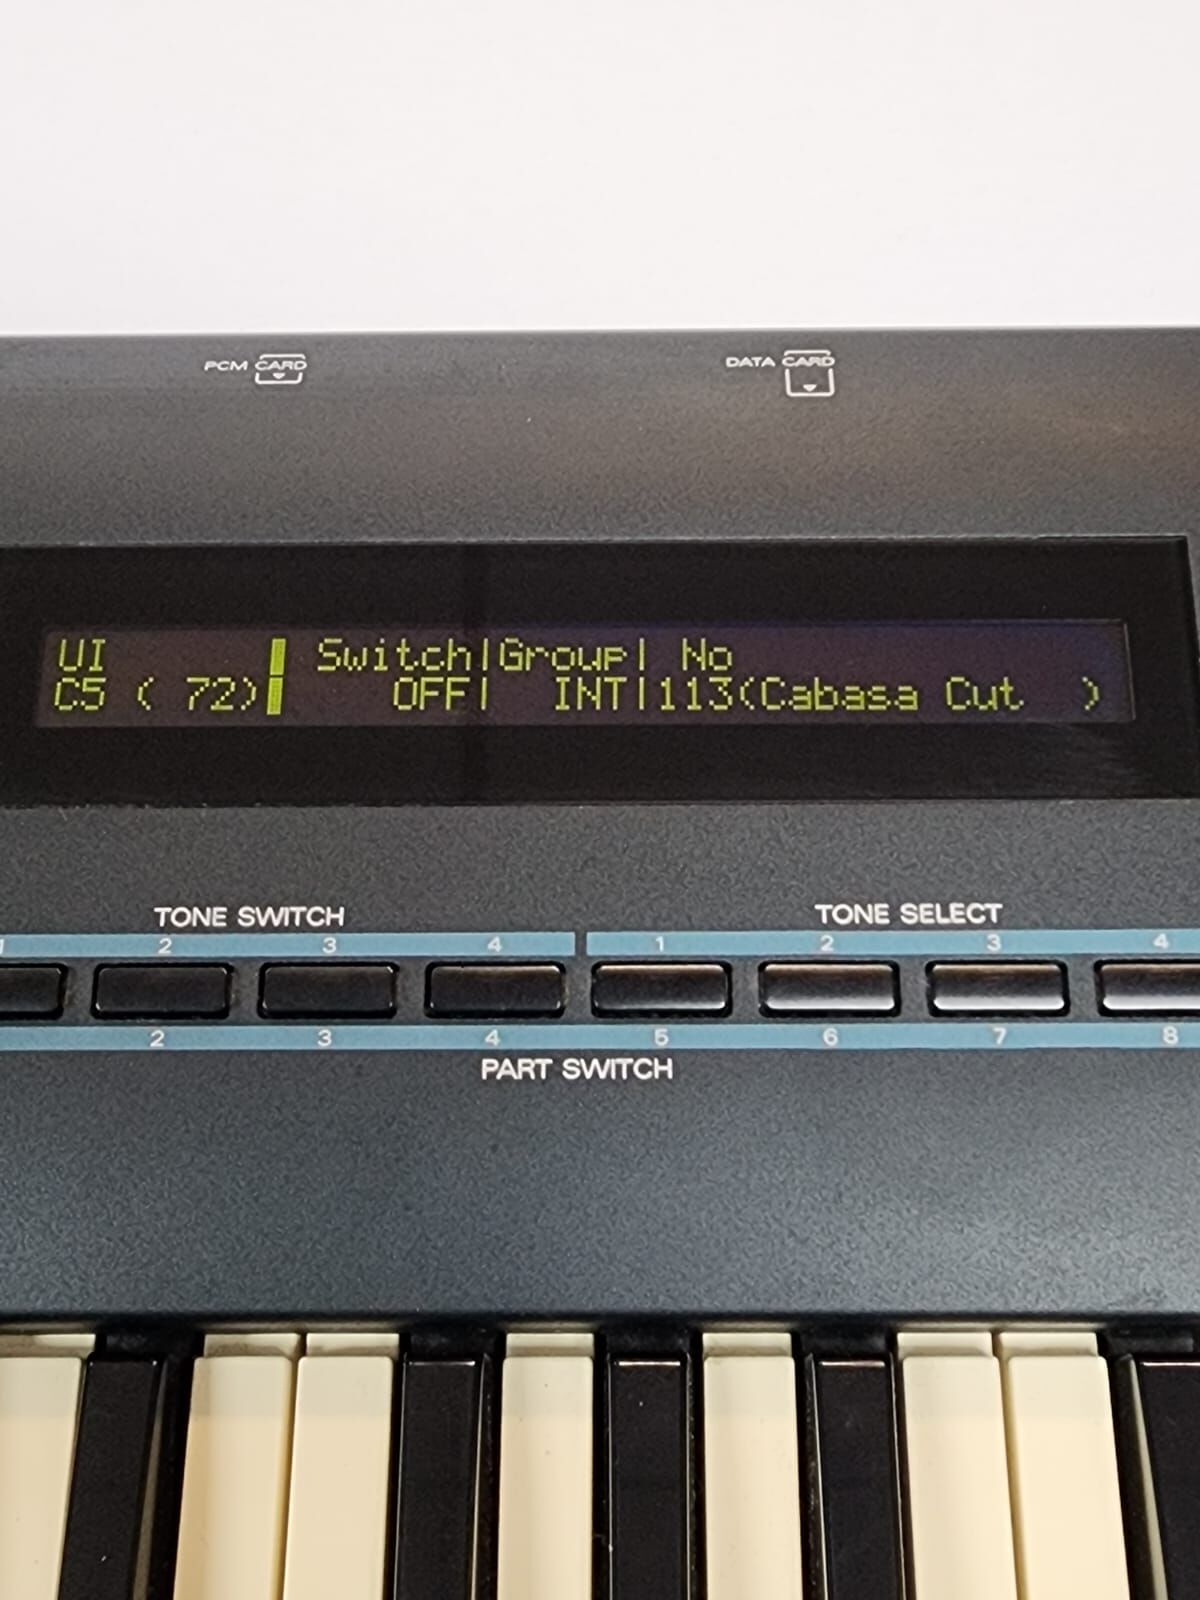 PCM CARD
DATA CARD
UI Switch|Group| No
C5 ( 72) OFF| INT|113(Cabasa Cut )
TONE SWITCH
TONE SELECT
1 2 3 4 1 2 3 4
2 3 4 5 6 7 8
PART SWITCH